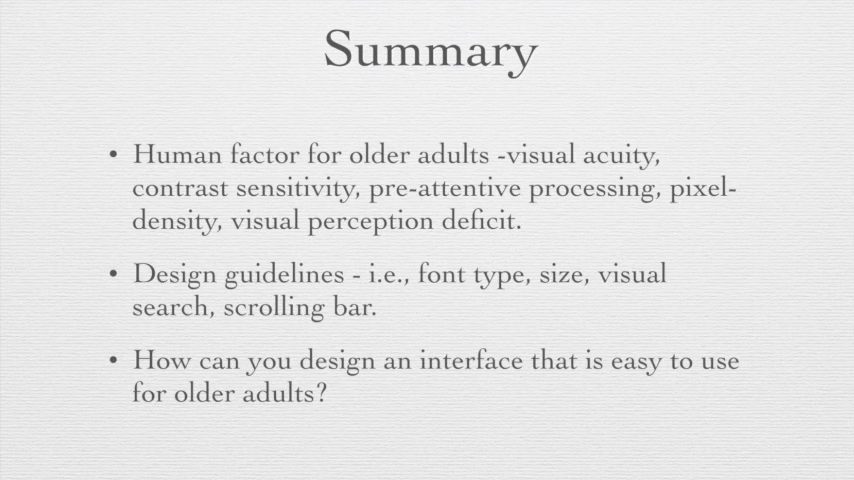 Summary
• Human factor for older adults -visual acuity,
contrast sensitivity, pre-attentive processing, pixel-
density, visual perception deficit.
• Design guidelines - i.e., font type, size, visual
search, scrolling bar.
• How can you design an interface that is easy to use
for older adults?